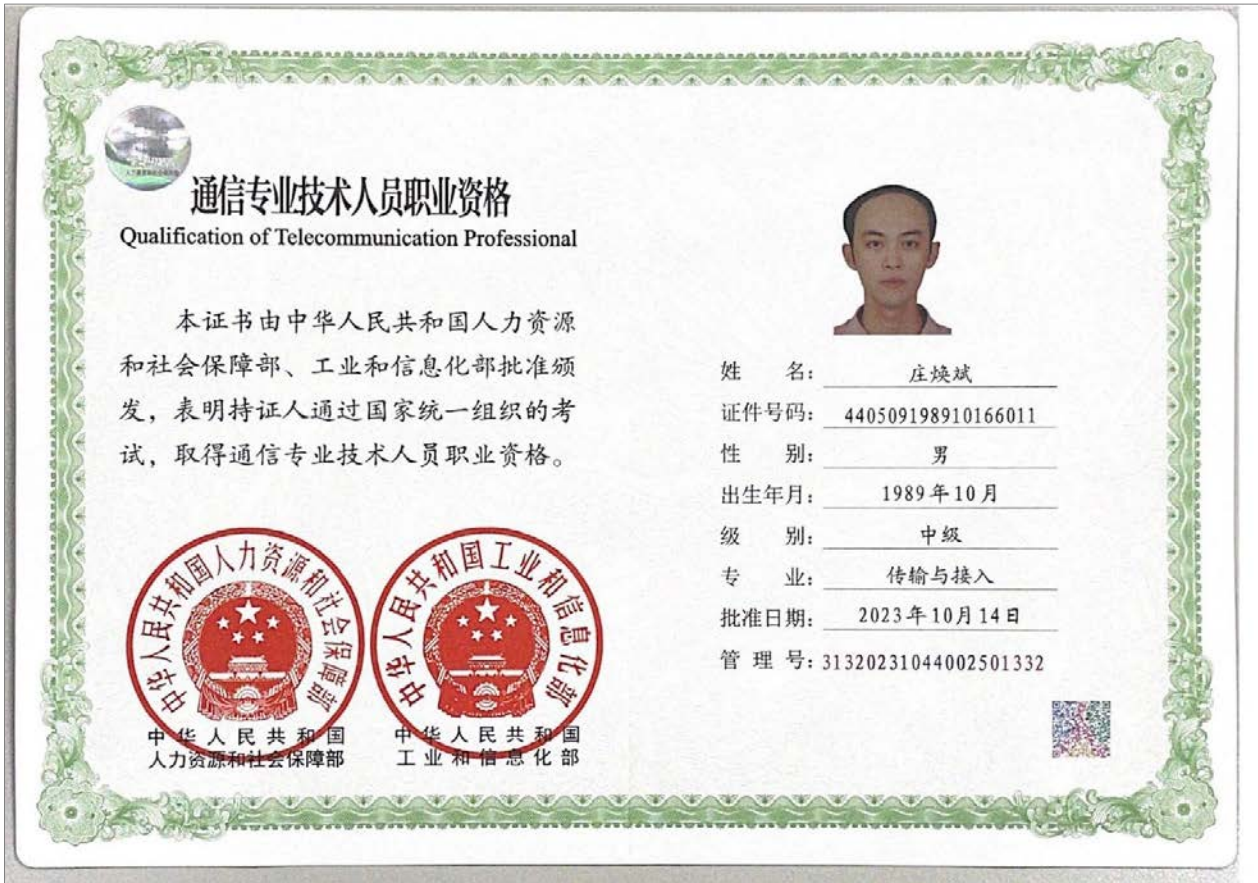 通信专业技术人员职业资格
Qualification of Telecommunication Professional
本证书由中华人民共和国人力资源
和社会保障部、工业和信息化部批准颁
发，表明持证人通过国家统一组织的考
试，取得通信专业技术人员职业资格。
中华人民共和国人力资源和社会保障部
中华人民共和国
人力资源和社会保障部
中华人民共和国工业和信息化部
中华人民共和国
工业和信息化部
姓 名：庄焕斌
证件号码：440509198910166011
性 别：男
出生年月：1989年10月
级 别：中级
专 业：传输与接入
批准日期：2023年10月14日
管 理 号：31320231044002501332